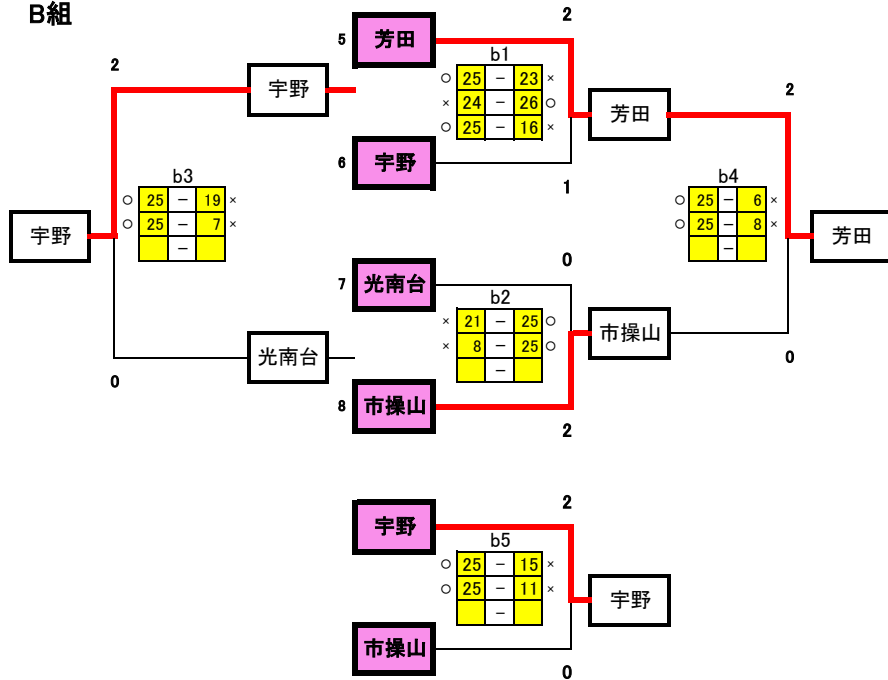 B組
2
5 芳田
b1
○ 25 － 23 ×
× 24 － 26 ○
○ 25 － 16 ×
6 宇野
1
芳田
2
宇野
2
b3
○ 25 － 19 ×
○ 25 － 7 ×
－
宇野
b4
○ 25 － 6 ×
○ 25 － 8 ×
－
芳田
0
7 光南台
b2
× 21 － 25 ○
× 8 － 25 ○
－
8 市操山
2
市操山
0
光南台
0
宇野
2
b5
○ 25 － 15 ×
○ 25 － 11 ×
－
宇野
市操山
0